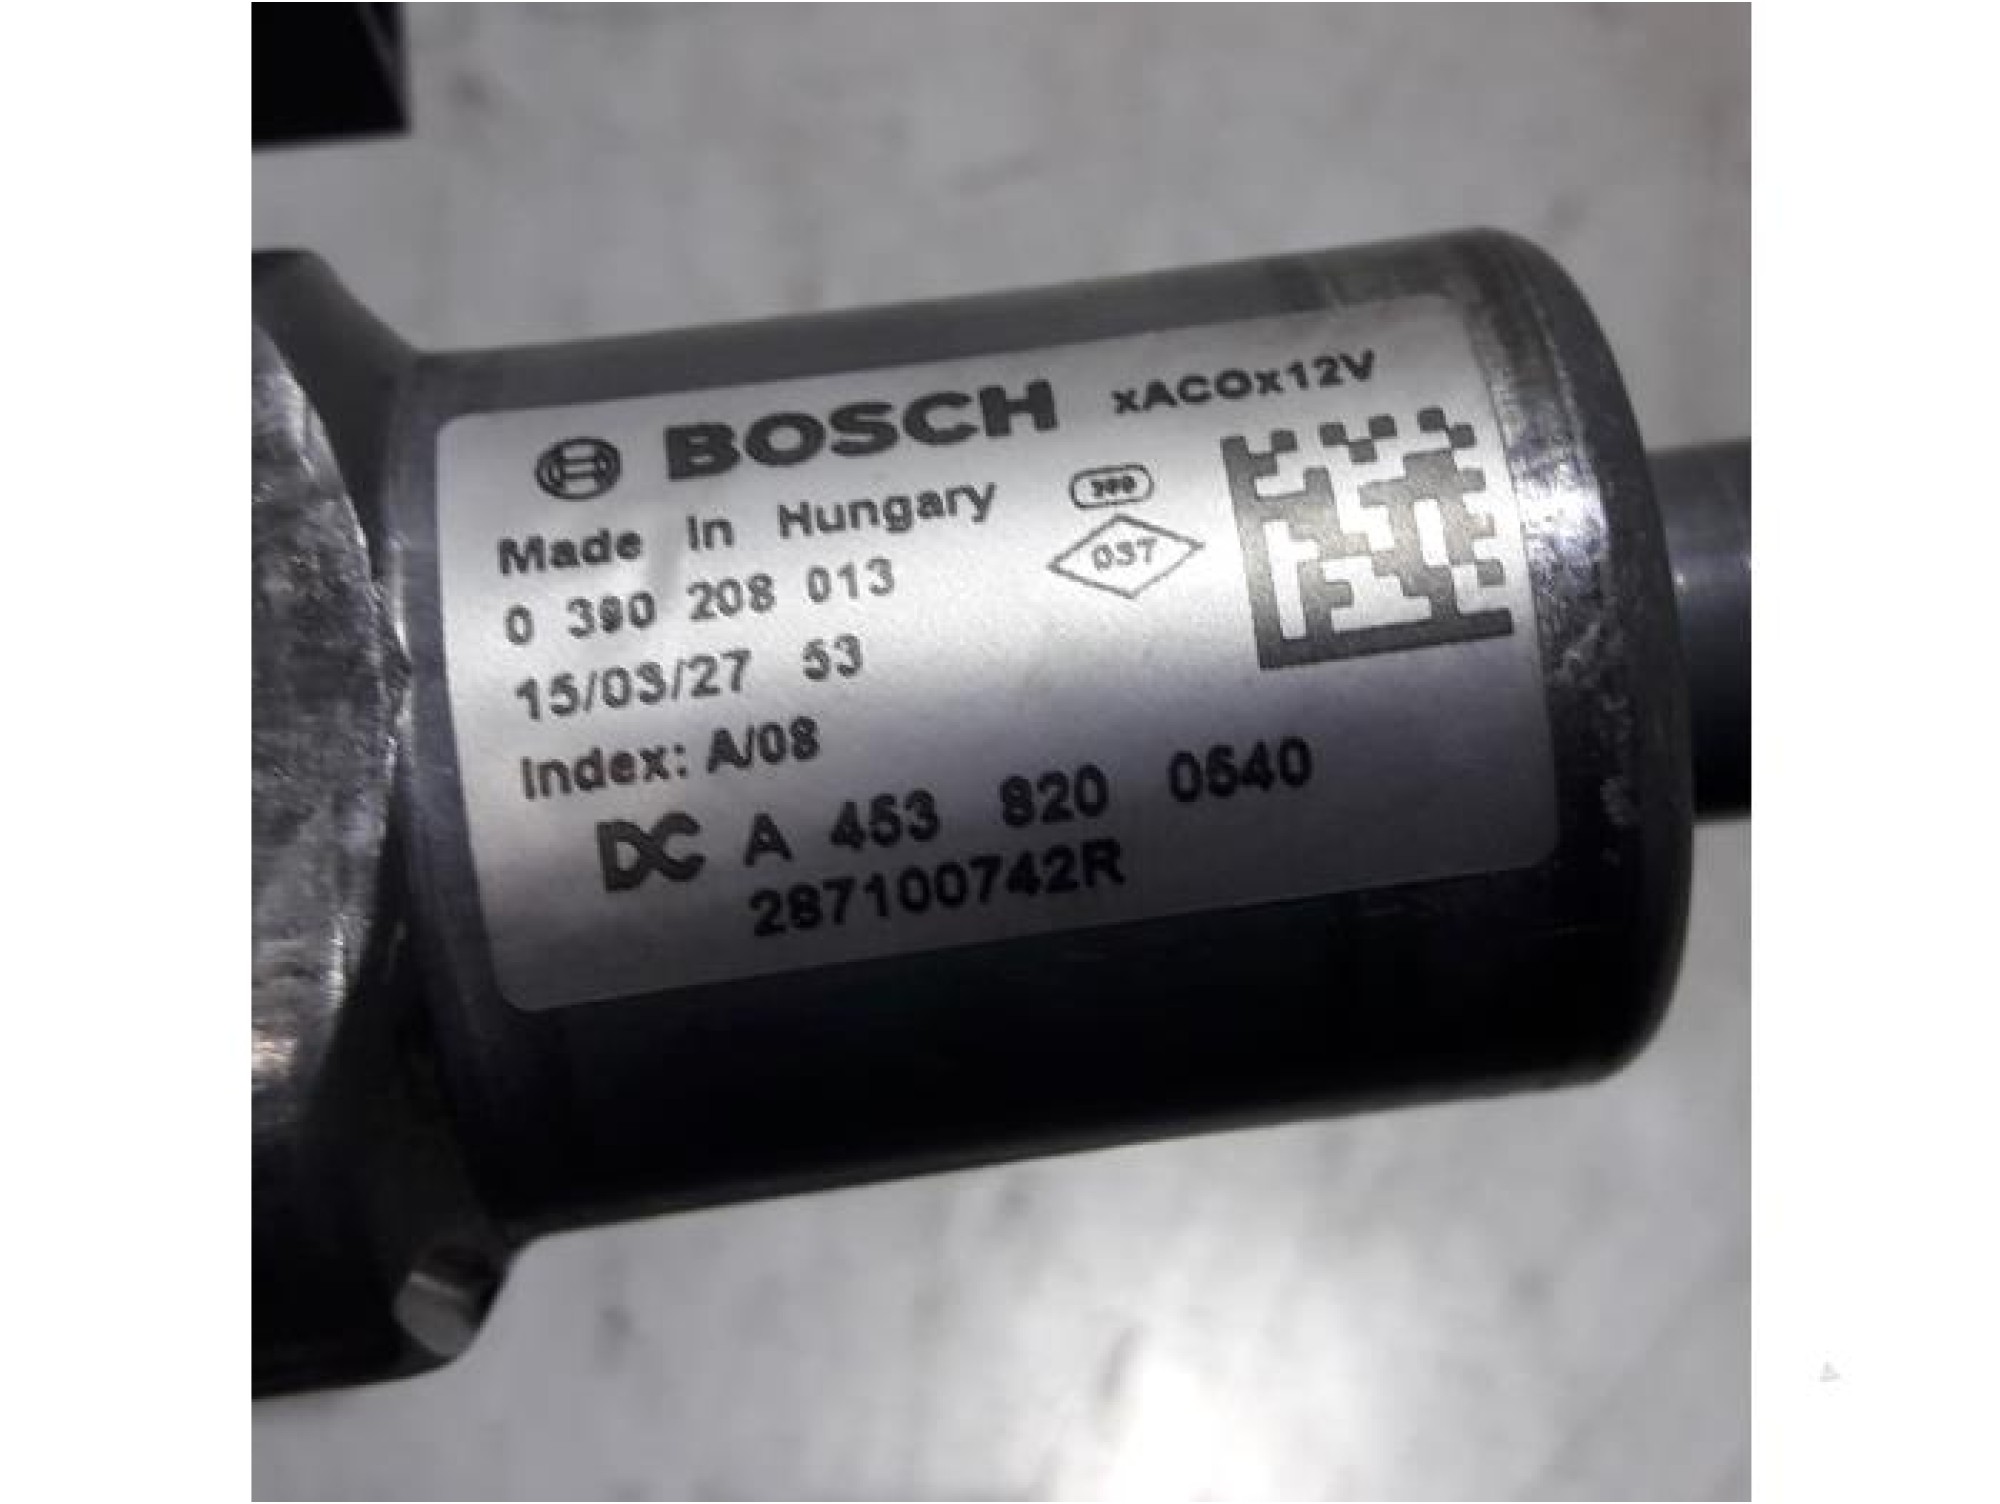 BOSCH xACOx12V
Made in Hungary
037
0 390 208 013
15/03/27 53
Index: A/08
DC A 453 820 0540
287100742R